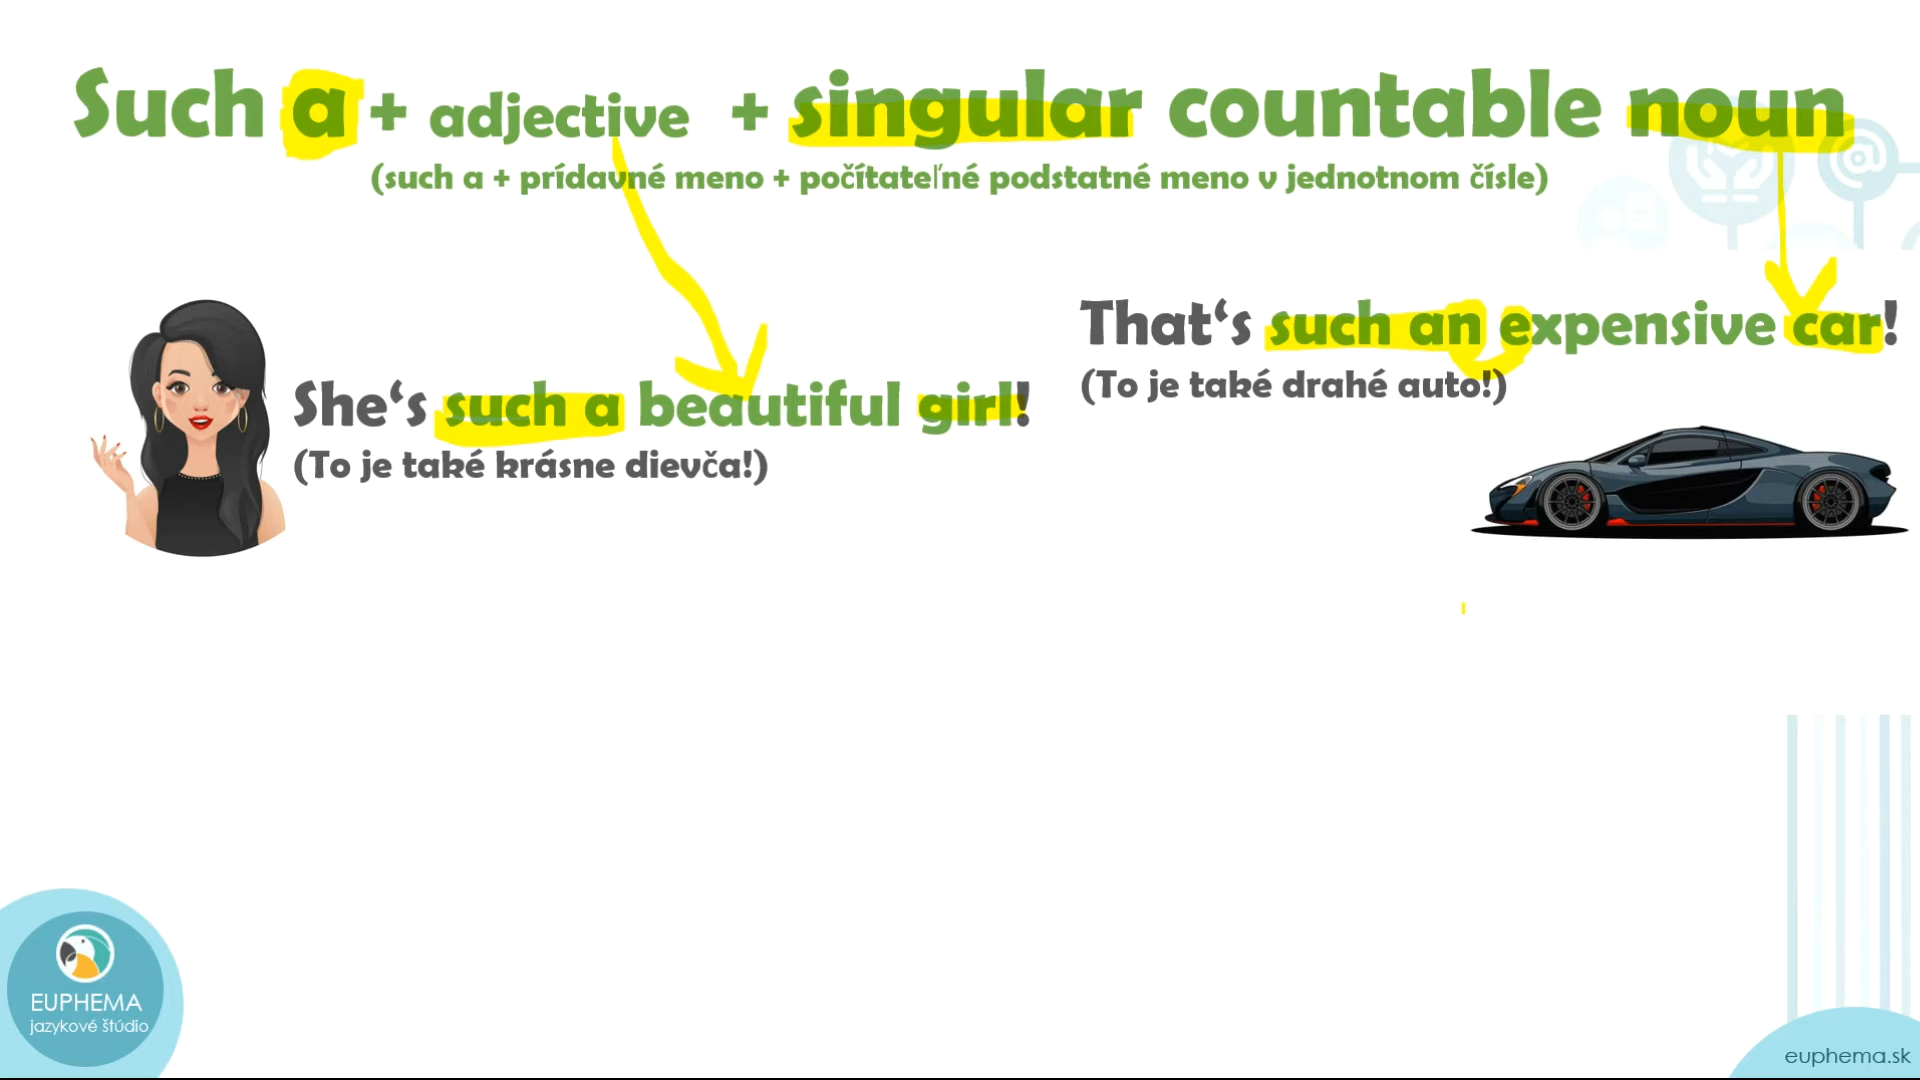 Such a + adjective + singular countable noun
(such a + prídavné meno + počítateľné podstatné meno v jednotnom čísle)
That‘s such an expensive car!
(To je také drahé auto!)
She‘s such a beautiful girl!
(To je také krásne dievča!)
EUPHEMA
jazykové štúdio
euphema.sk